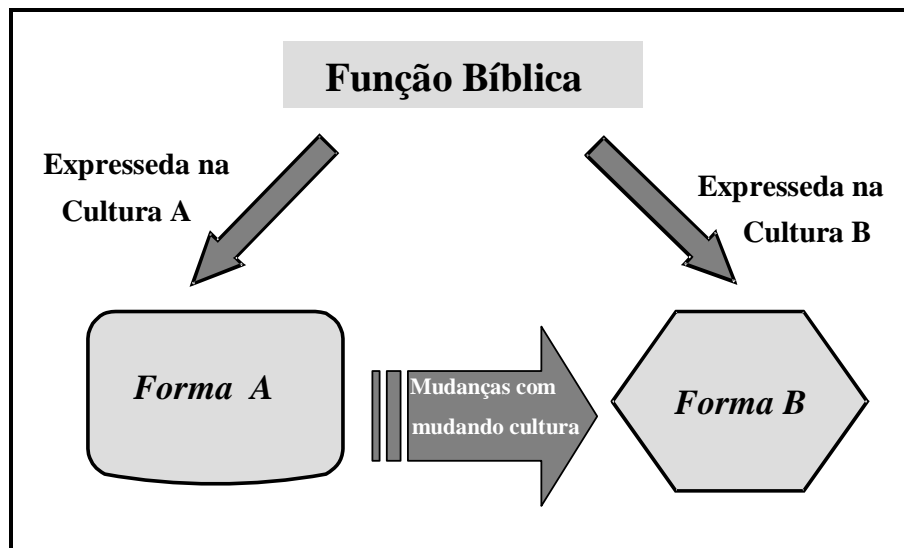 Função Bíblica
Expresseda na
Cultura A
Expresseda na
Cultura B
Forma A
Mudanças com
mudando cultura
Forma B